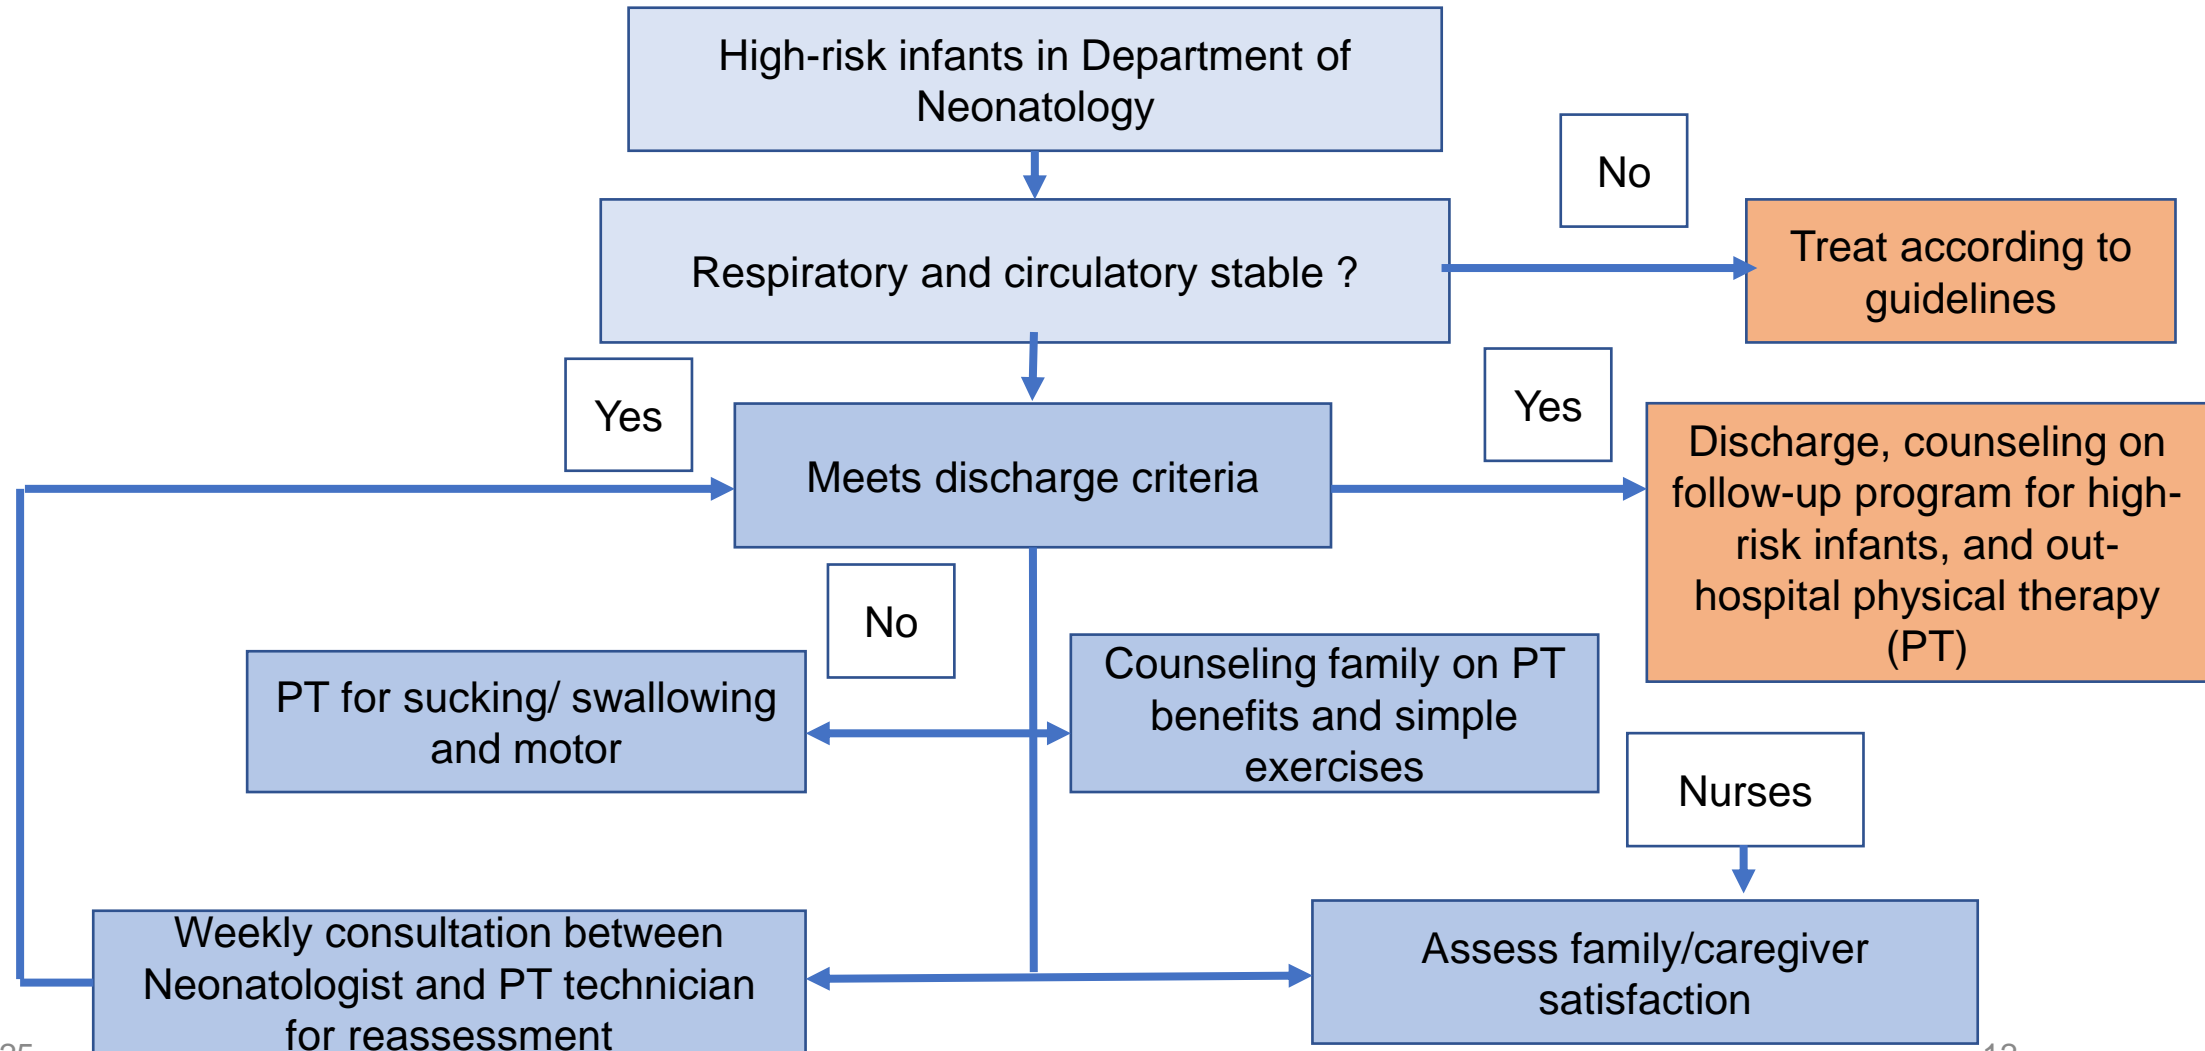 High-risk infants in Department of
Neonatology
No
Respiratory and circulatory stable ?
Treat according to
guidelines
Yes
Yes
Meets discharge criteria
Discharge, counseling on
follow-up program for high-
risk infants, and out-
hospital physical therapy
(PT)
No
PT for sucking/ swallowing
and motor
Counseling family on PT
benefits and simple
exercises
Nurses
Weekly consultation between
Neonatologist and PT technician
for reassessment
Assess family/caregiver
satisfaction